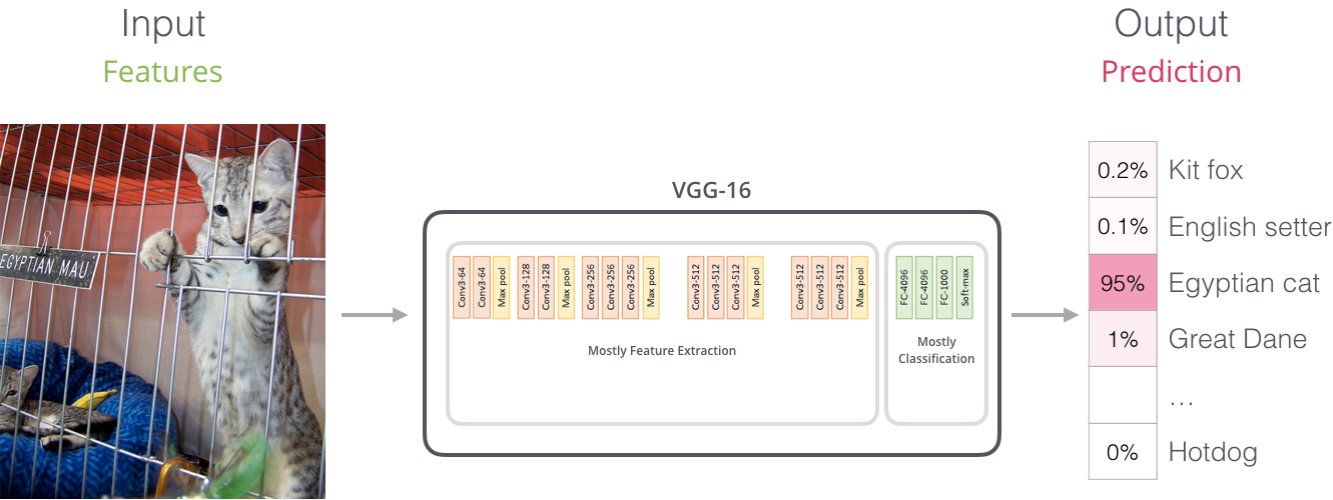 Input
Features
Output
Prediction
EGYPTIAN MAU
VGG-16
Conv3-64
Conv3-64
Max pool
Conv3-128
Conv3-128
Max pool
Conv3-256
Conv3-256
Conv3-256
Max pool
Conv3-512
Conv3-512
Conv3-512
Max pool
Conv3-512
Conv3-512
Conv3-512
Max pool
Mostly Feature Extraction
FC-4096
FC-4096
FC-1000
Soft-max
Mostly
Classification
0.2% Kit fox
0.1% English setter
95% Egyptian cat
1% Great Dane
…
0% Hotdog